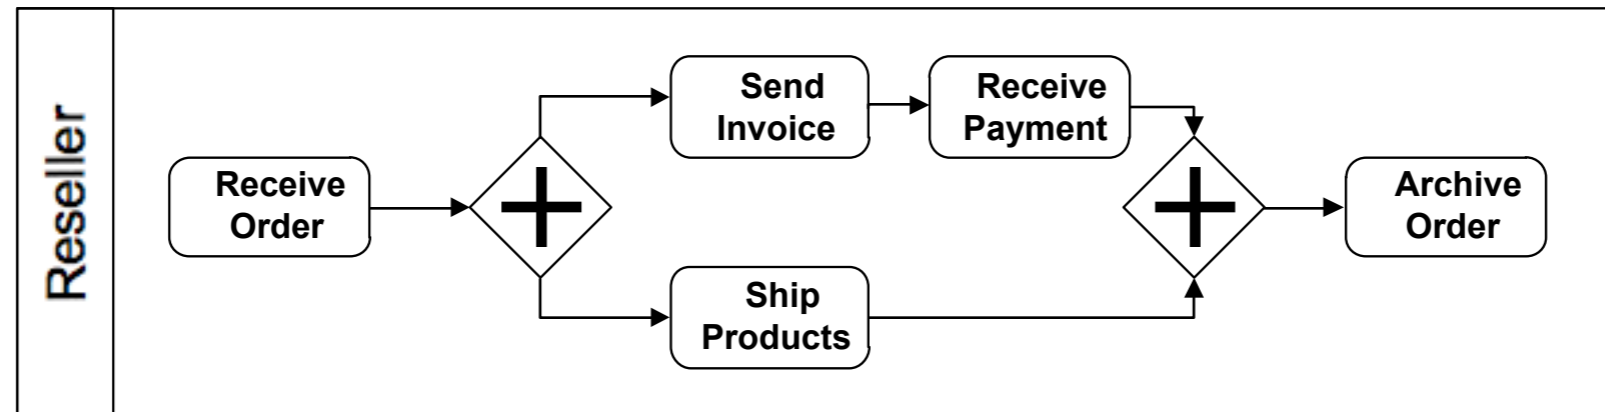 Reseller
Receive
Order
Send
Invoice
Receive
Payment
Ship
Products
Archive
Order